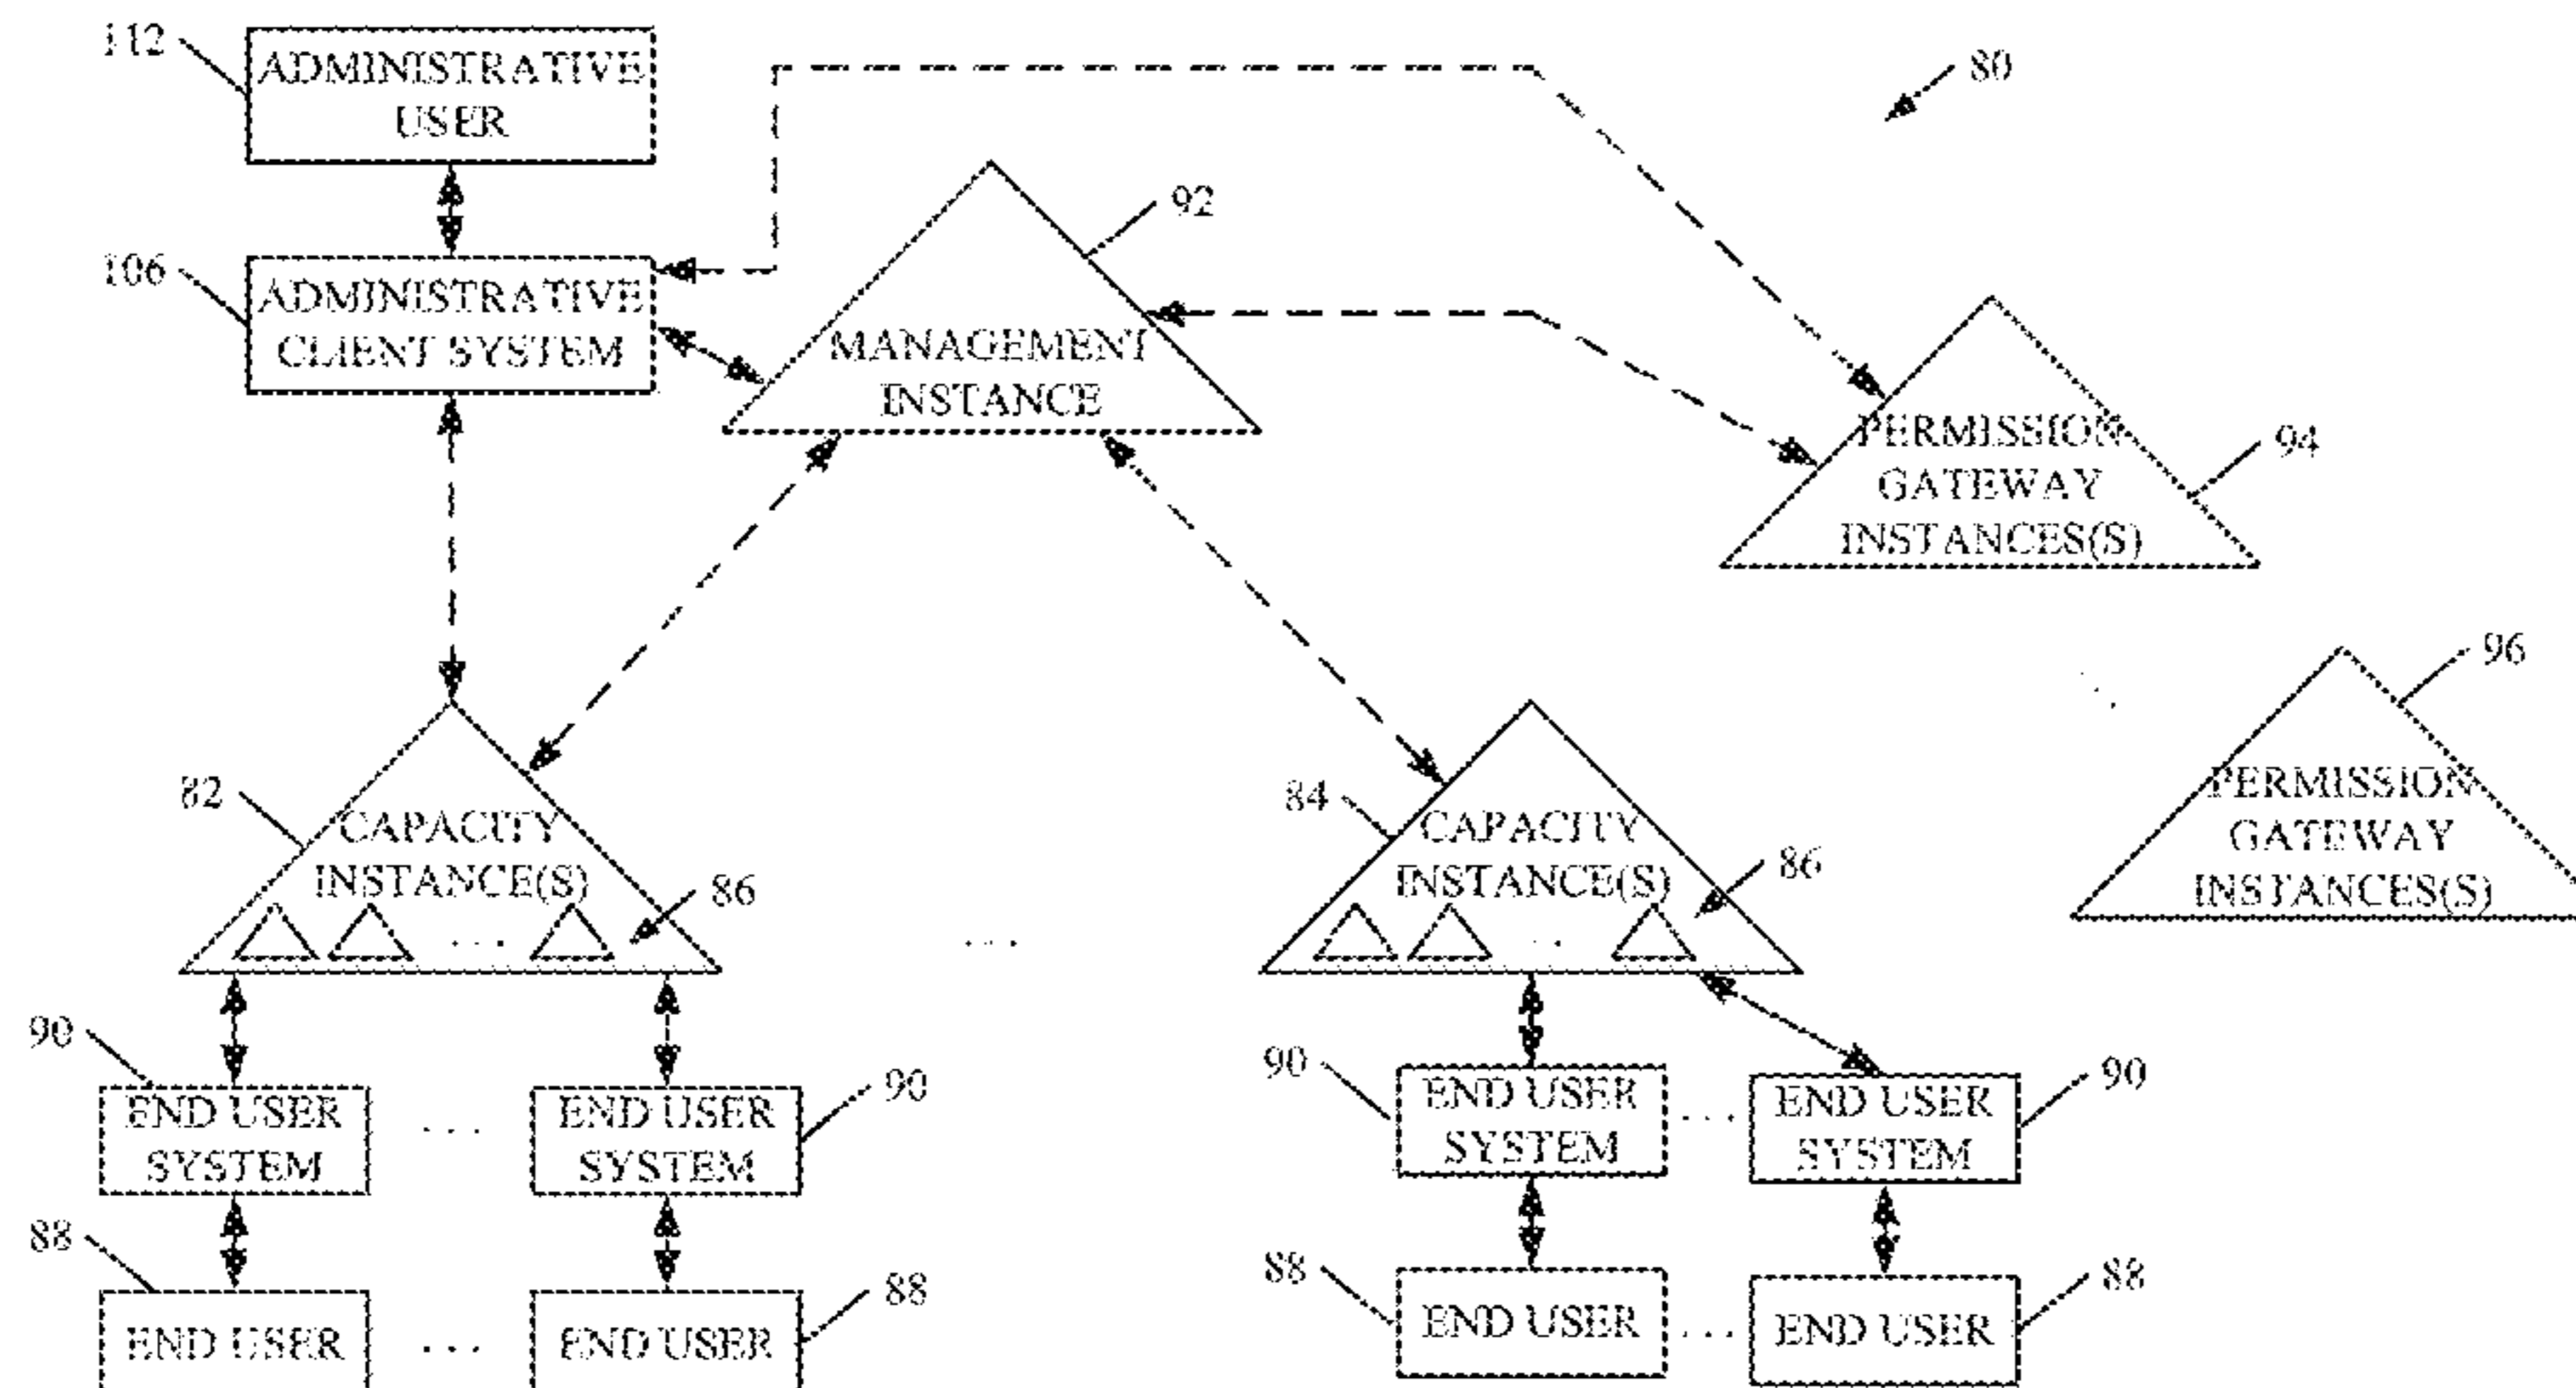 112
ADMINISTRATIVE
USER
80
92
106
ADMINISTRATIVE
CLIENT SYSTEM
MANAGEMENT
INSTANCE
PERMISSION
GATEWAY
INSTANCES(S)
94
96
PERMISSION
GATEWAY
INSTANCES(S)
82
CAPACITY
INSTANCE(S)
86
...
...
84
CAPACITY
INSTANCE(S)
86
...
90
END USER
SYSTEM
...
END USER
SYSTEM
90
90
END USER
SYSTEM
...
END USER
SYSTEM
90
88
END USER
...
END USER
88
88
END USER
...
END USER
88